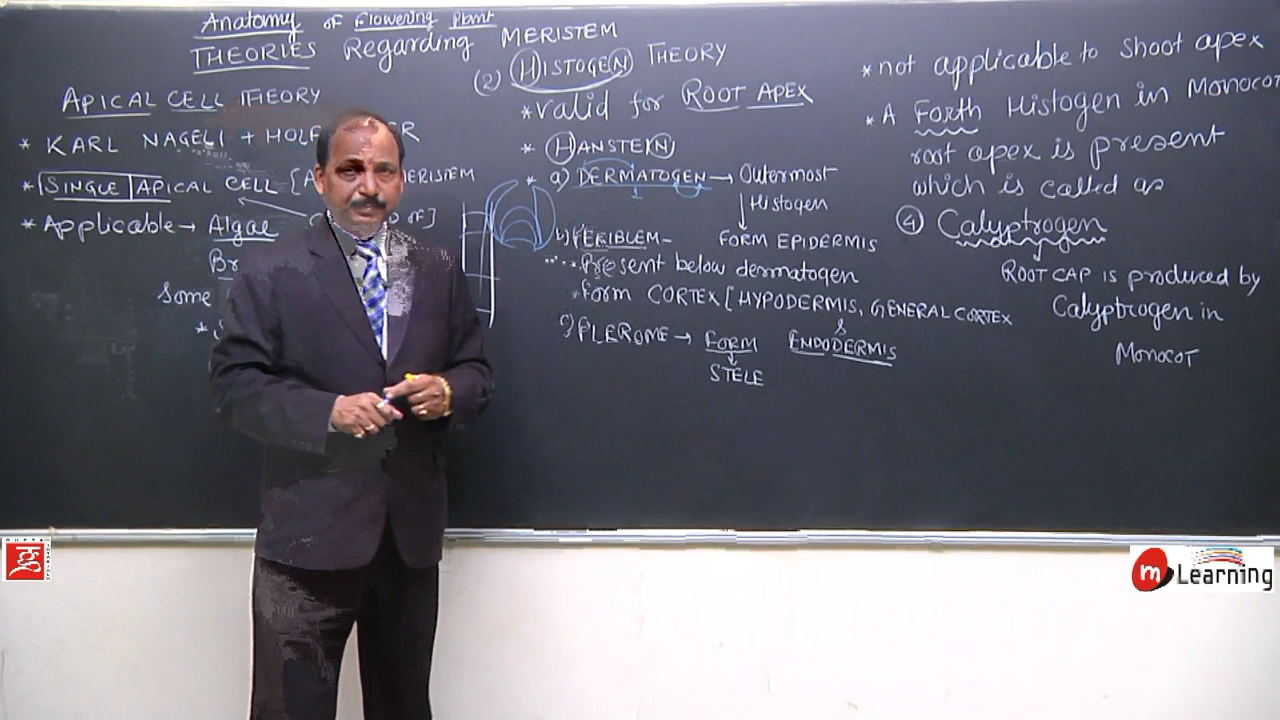 Anatomy of Flowering Plant
THEORIES Regarding MERISTEM
APICAL CELL THEORY
* KARL NAGELI +
* SINGLE APICAL CELL
* Applicable → Algae
Some
(2) HISTOGEN THEORY
* valid for ROOT APEX
* HANSTEIN
* a) DERMATOGEN → Outermost
Histogen
1
FORM EPIDERMIS
b) PERIBLEM-
Present below dermatogen
* form CORTEX [HYPODERMIS, GENERAL CORTEX
&
ENDODERMIS
c) PLEROME → FORM
STELE
* not applicable to shoot apex
* A Forth Histogen in Monocot
root apex is present
which is called as
④ Calyptrogen
ROOT CAP is produced by
Calyptrogen in
MONOCOT
m Learning